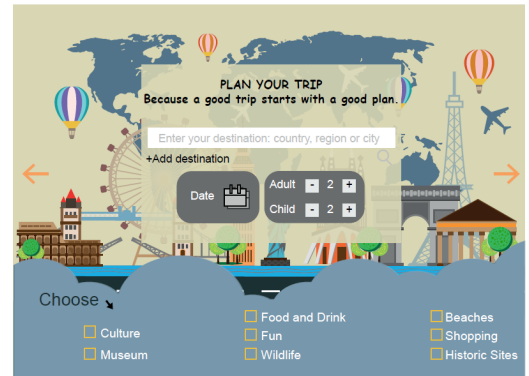 PLAN YOUR TRIP
Because a good trip starts with a good plan.
Enter your destination: country, region or city
+Add destination
Date
Adult - 2 +
Child - 2 +
Choose
Culture
Museum
Food and Drink
Fun
Wildlife
Beaches
Shopping
Historic Sites